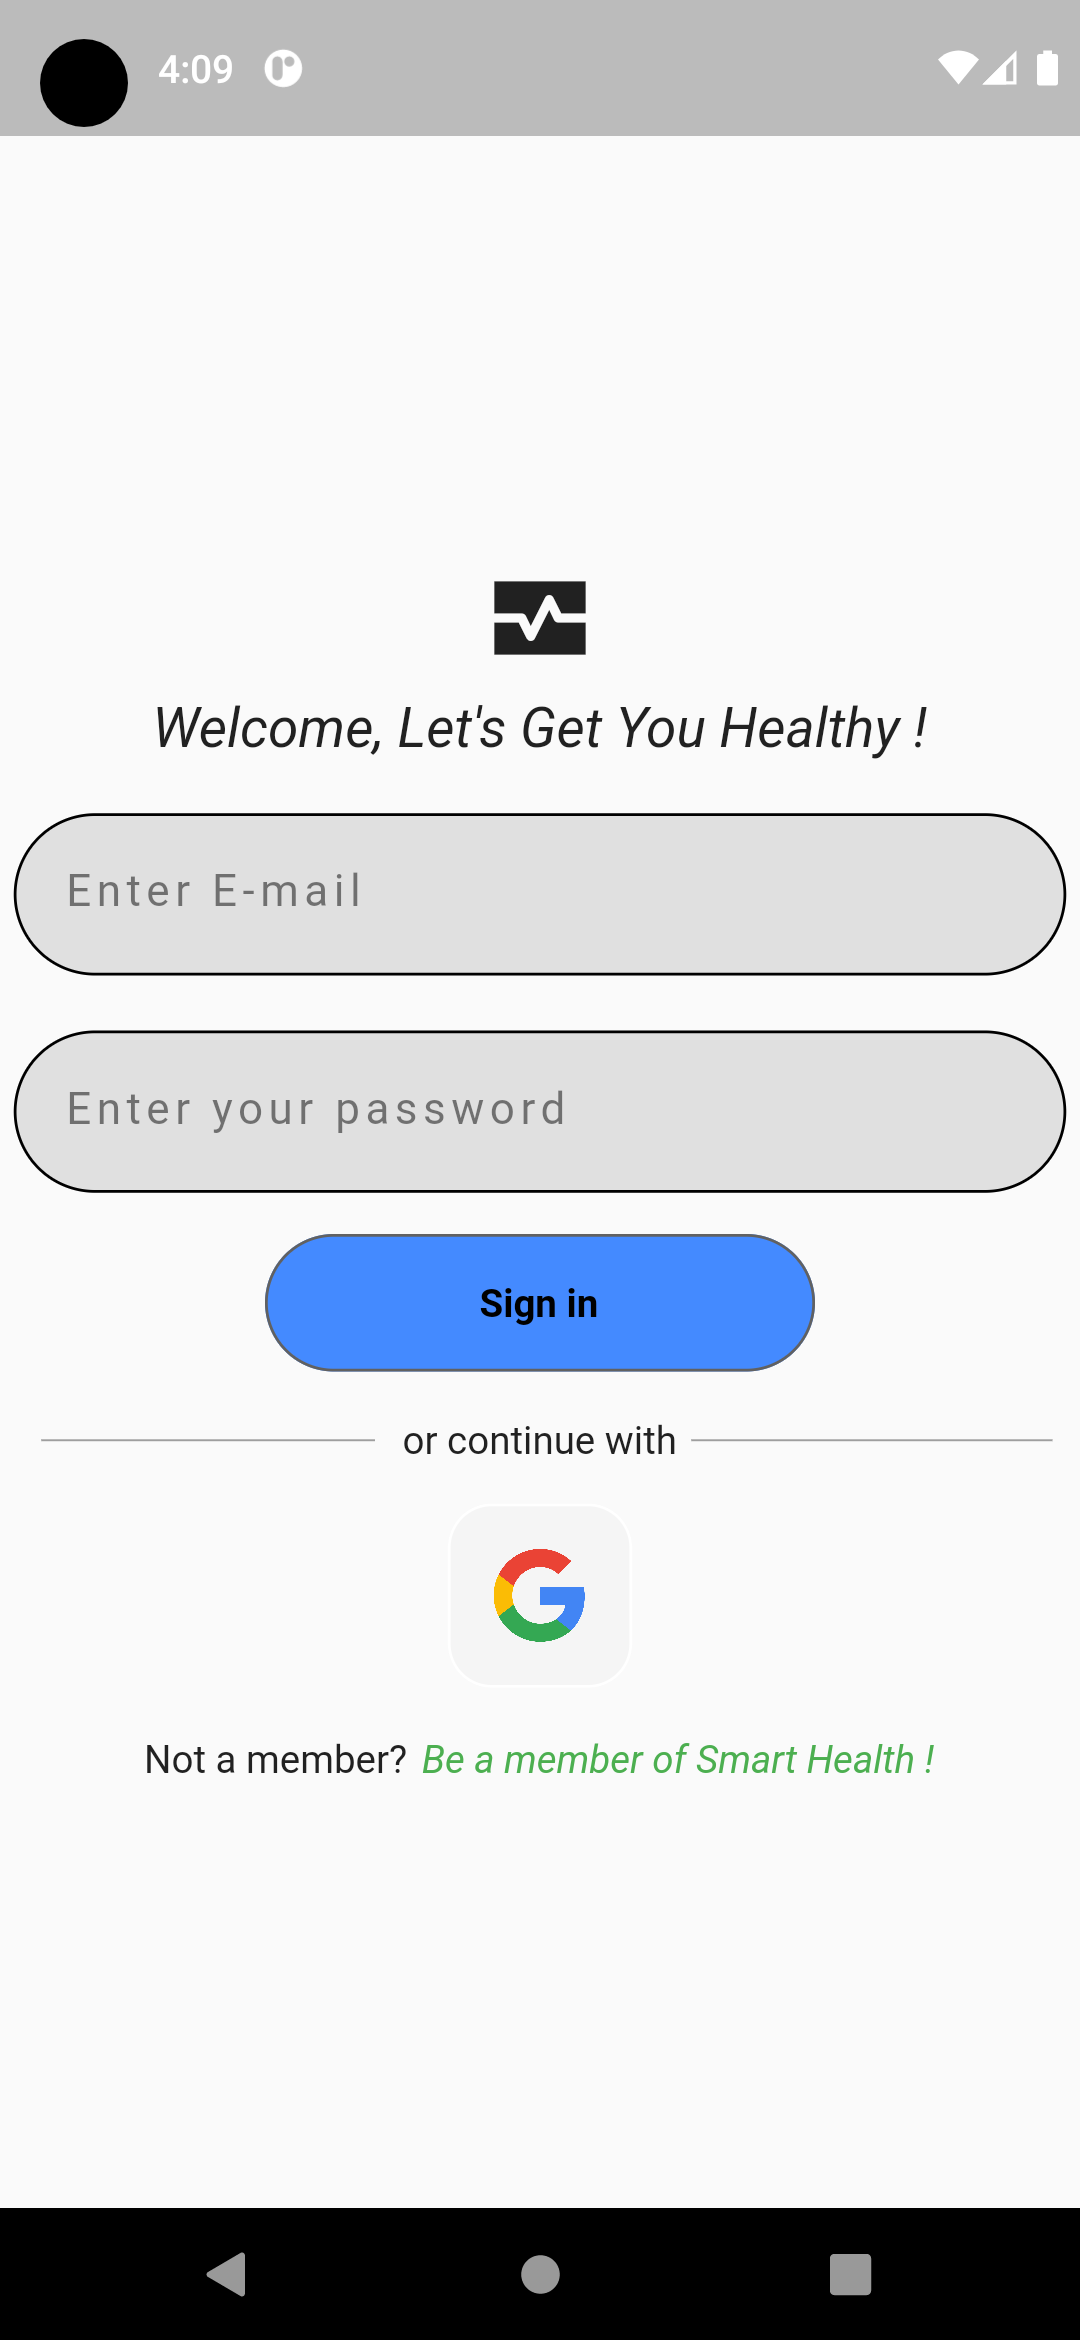 4:09
Welcome, Let's Get You Healthy !
Enter E-mail
Enter your password
Sign in
or continue with
Not a member? Be a member of Smart Health !